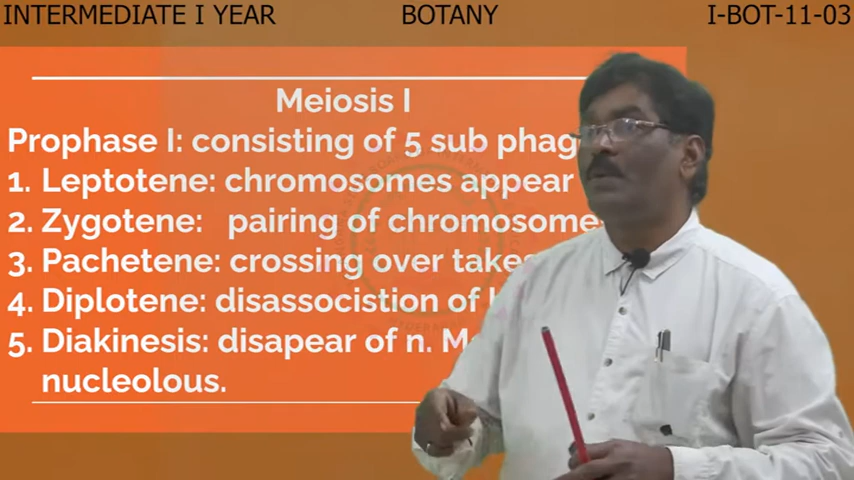 INTERMEDIATE I YEAR BOTANY I-BOT-11-03
Meiosis I
Prophase I: consisting of 5 sub phag
1. Leptotene: chromosomes appear
2. Zygotene: pairing of chromosome
3. Pachetene: crossing over takes
4. Diplotene: disassocistion of
5. Diakinesis: disapear of n. M
nucleolous.